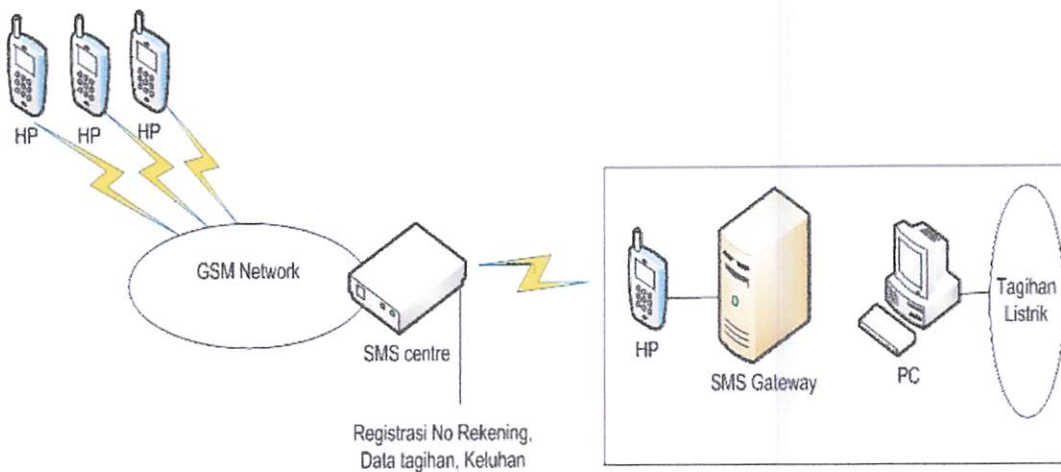 HP
HP
HP
GSM Network
SMS centre
Registrasi No Rekening,
Data tagihan, Keluhan
HP
SMS Gateway
PC
Tagihan
Listrik